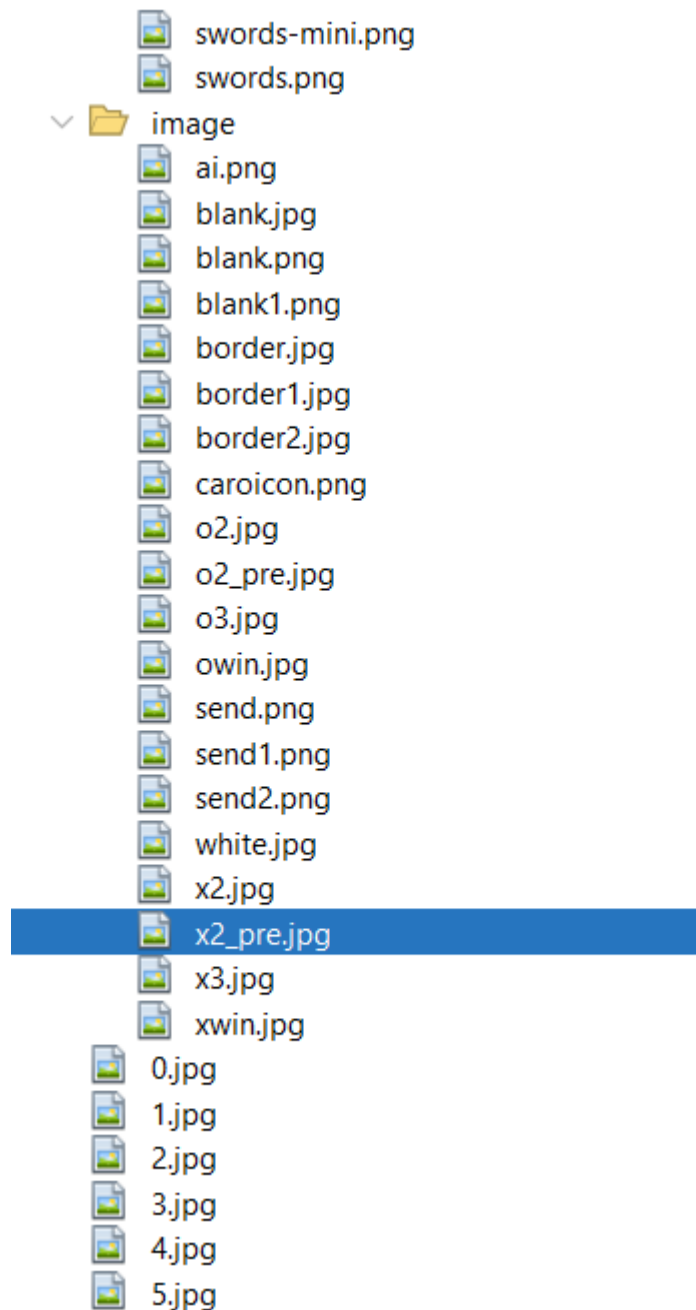 swords-mini.png
swords.png
image
ai.png
blank.jpg
blank.png
blank1.png
border.jpg
border1.jpg
border2.jpg
caroicon.png
o2.jpg
o2_pre.jpg
o3.jpg
owin.jpg
send.png
send1.png
send2.png
white.jpg
x2.jpg
x2_pre.jpg
x3.jpg
xwin.jpg
0.jpg
1.jpg
2.jpg
3.jpg
4.jpg
5.jpg